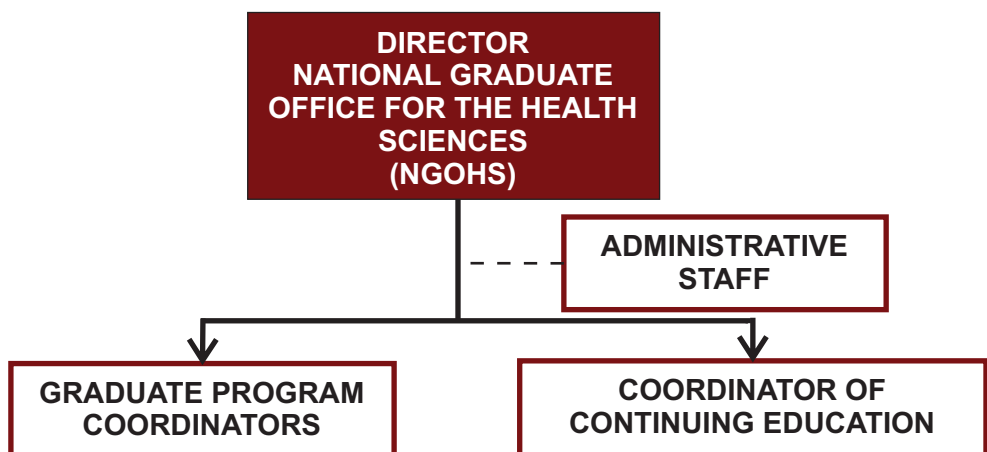 DIRECTOR
NATIONAL GRADUATE
OFFICE FOR THE HEALTH
SCIENCES
(NGOHS)
ADMINISTRATIVE
STAFF
GRADUATE PROGRAM
COORDINATORS
COORDINATOR OF
CONTINUING EDUCATION